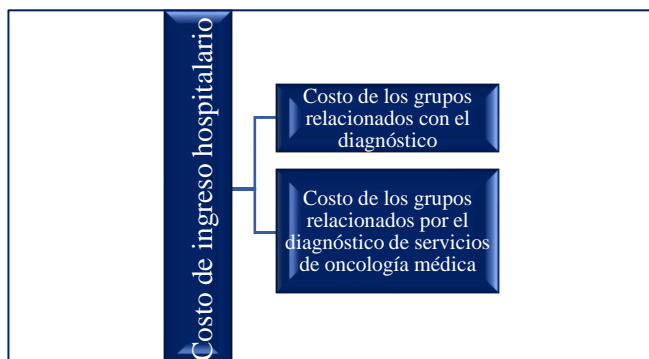 Costo de ingreso hospitalario
Costo de los grupos
relacionados con el
diagnóstico
Costo de los grupos
relacionados por el
diagnóstico de servicios
de oncología médica